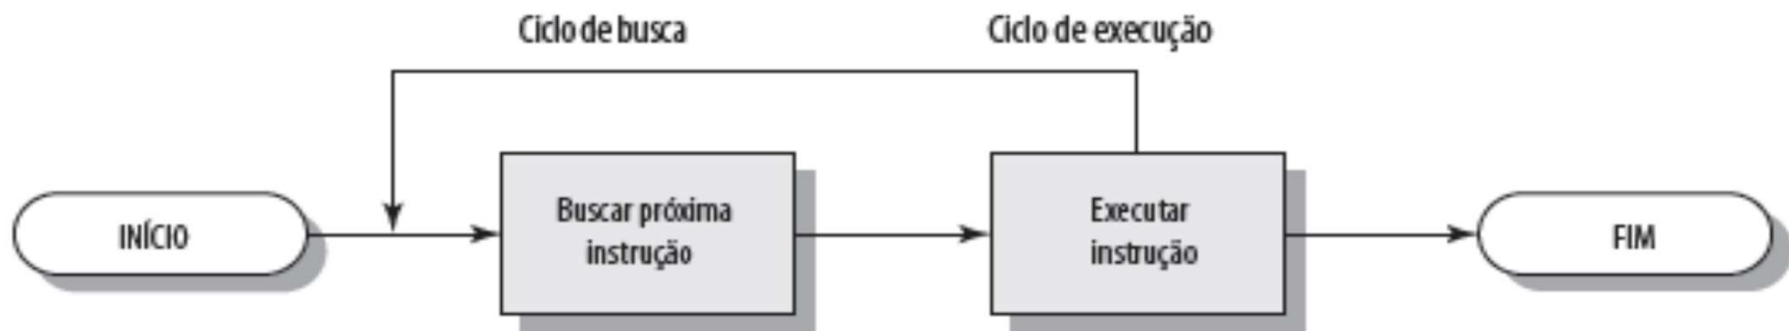 Ciclo de busca
Ciclo de execução
INÍCIO
Buscar próxima
instrução
Executar
instrução
FIM